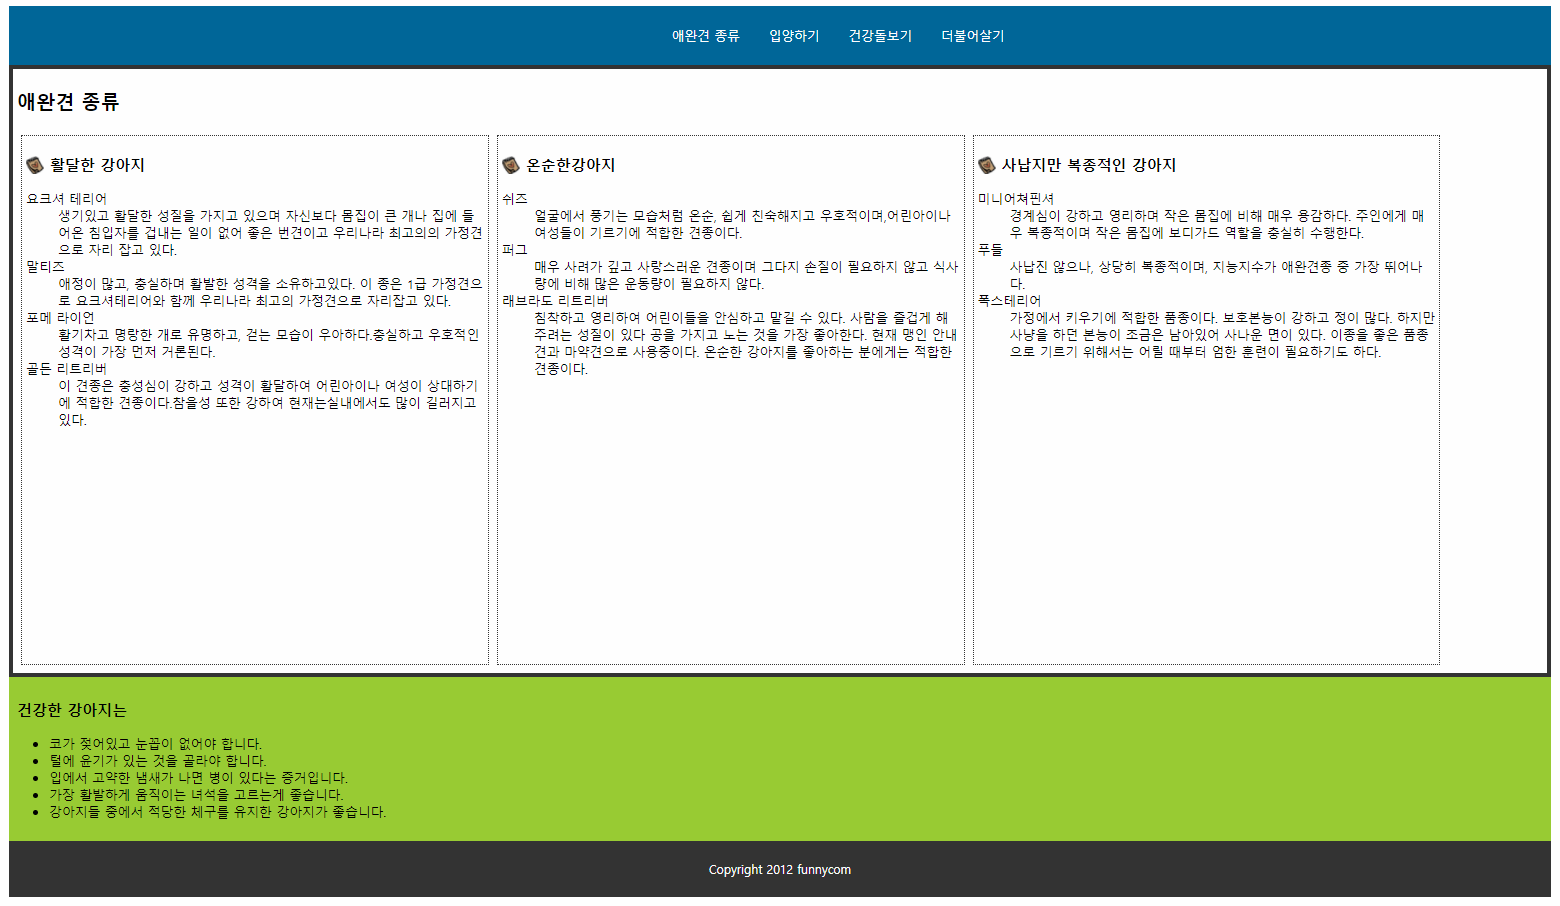 애완견 종류 입양하기 건강돌보기 더불어살기
애완견 종류
활달한 강아지
요크셔 테리어
생기있고 활달한 성질을 가지고 있으며 자신보다 몸집이 큰 개나 집에 들
어온 침입자를 겁내는 일이 없어 좋은 번견이고 우리나라 최고의의 가정견
으로 자리 잡고 있다.
말티즈
애정이 많고, 충실하며 활발한 성격을 소유하고있다. 이 종은 1급 가정견으
로 요크셔테리어와 함께 우리나라 최고의 가정견으로 자리잡고 있다.
포메 라이언
활기차고 명랑한 개로 유명하고, 걷는 모습이 우아하다.충실하고 우호적인
성격이 가장 먼저 거론된다.
골든 리트리버
이 견종은 충성심이 강하고 성격이 활달하여 어린아이나 여성이 상대하기
에 적합한 견종이다.참을성 또한 강하여 현재는실내에서도 많이 길러지고
있다.
온순한강아지
쉬즈
얼굴에서 풍기는 모습처럼 온순, 쉽게 친숙해지고 우호적이며,어린아이나
여성들이 기르기에 적합한 견종이다.
퍼그
매우 사려가 깊고 사랑스러운 견종이며 그다지 손질이 필요하지 않고 식사
량에 비해 많은 운동량이 필요하지 않다.
래브라도 리트리버
침착하고 영리하여 어린이들을 안심하고 맡길 수 있다. 사람을 즐겁게 해
주려는 성질이 있다 공을 가지고 노는 것을 가장 좋아한다. 현재 맹인 안내
견과 마약견으로 사용중이다. 온순한 강아지를 좋아하는 분에게는 적합한
견종이다.
사납지만 복종적인 강아지
미니어쳐핀셔
경계심이 강하고 영리하며 작은 몸집에 비해 매우 용감하다. 주인에게 매
우 복종적이며 작은 몸집에 보디가드 역할을 충실히 수행한다.
푸들
사납진 않으나, 상당히 복종적이며, 지능지수가 애완견종 중 가장 뛰어나
다.
폭스테리어
가정에서 키우기에 적합한 품종이다. 보호본능이 강하고 정이 많다. 하지만
사냥을 하던 본능이 조금은 남아있어 사나운 면이 있다. 이종을 좋은 품종
으로 기르기 위해서는 어릴 때부터 엄한 훈련이 필요하기도 하다.
건강한 강아지는
코가 젖어있고 눈꼽이 없어야 합니다.
털에 윤기가 있는 것을 골라야 합니다.
입에서 고약한 냄새가 나면 병이 있다는 증거입니다.
가장 활발하게 움직이는 녀석을 고르는게 좋습니다.
강아지들 중에서 적당한 체구를 유지한 강아지가 좋습니다.
Copyright 2012 funnycom